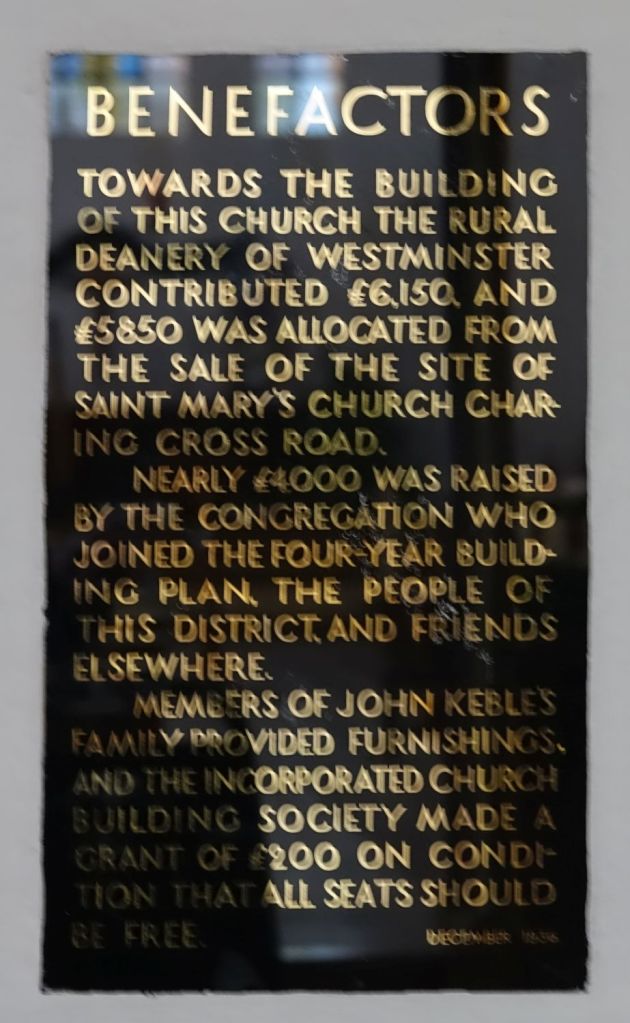 BENEFACTORS
TOWARDS THE BUILDING
OF THIS CHURCH THE RURAL
DEANERY OF WESTMINSTER
CONTRIBUTED £6,150, AND
£5850 WAS ALLOCATED FROM
THE SALE OF THE SITE OF
SAINT MARY'S CHURCH CHAR-
ING CROSS ROAD.
NEARLY £4000 WAS RAISED
BY THE CONGREGATION WHO
JOINED THE FOUR-YEAR BUILD-
ING PLAN, THE PEOPLE OF
THIS DISTRICT, AND FRIENDS
ELSEWHERE.
MEMBERS OF JOHN KEBLE'S
FAMILY PROVIDED FURNISHINGS,
AND THE INCORPORATED CHURCH
BUILDING SOCIETY MADE A
GRANT OF £200 ON CONDI-
TION THAT ALL SEATS SHOULD
BE FREE.
DECEMBER 1936